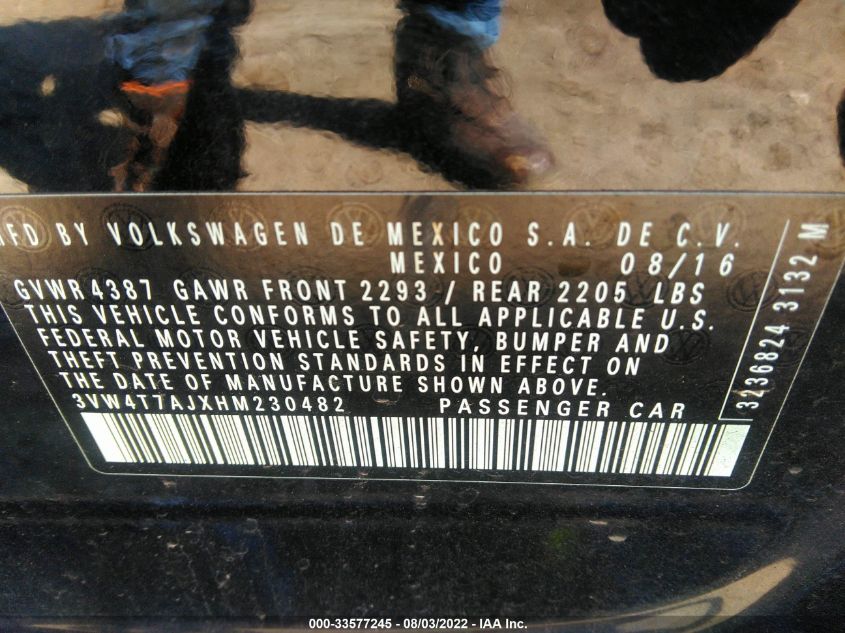 MFD BY VOLKSWAGEN DE MEXICO S.A. DE C.V.
MEXICO 08/16
GVWR 4387 GAWR FRONT 2293 / REAR 2205 LBS
THIS VEHICLE CONFORMS TO ALL APPLICABLE U.S.
FEDERAL MOTOR VEHICLE SAFETY, BUMPER AND
THEFT PREVENTION STANDARDS IN EFFECT ON
THE DATE OF MANUFACTURE SHOWN ABOVE.
3VW4T7AJXHM230482 PASSENGER CAR
3236824 3132 M
000-33577245 - 08/03/2022 - IAA Inc.